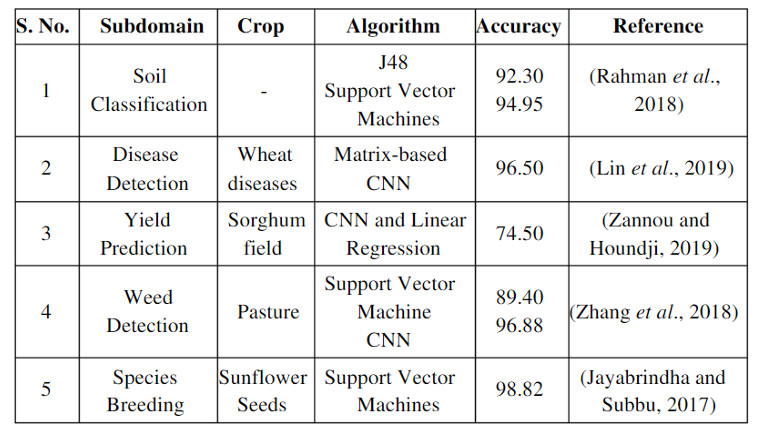 S. No. Subdomain Crop Algorithm Accuracy Reference
1
Soil
Classification
-
J48
Support Vector
Machines
92.30
94.95
(Rahman et al.,
2018)
2
Disease
Detection
Wheat
diseases
Matrix-based
CNN
96.50
(Lin et al., 2019)
3
Yield
Prediction
Sorghum
field
CNN and Linear
Regression
74.50
(Zannou and
Houndji, 2019)
4
Weed
Detection
Pasture
Support Vector
Machine
CNN
89.40
96.88
(Zhang et al., 2018)
5
Species
Breeding
Sunflower
Seeds
Support Vector
Machines
98.82
(Jayabrindha and
Subbu, 2017)